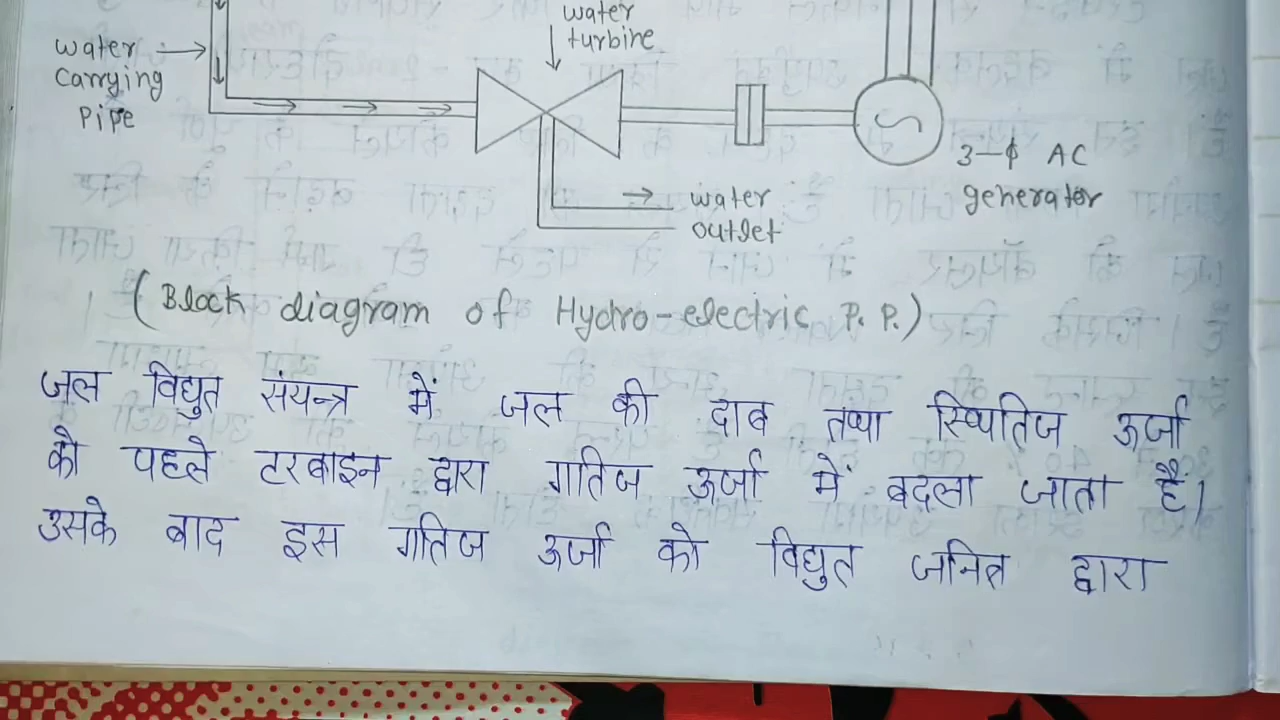 water
turbine
water
carrying
pipe
3-ϕ AC
generator
water
outlet
(Block diagram of Hydro-electric P. P.)
जल विद्युत संयन्त्र में जल की दाब तथा स्थितिज ऊर्जा
को पहले टरबाइन द्वारा गतिज ऊर्जा में बदला जाता हैं।
उसके बाद इस गतिज ऊर्जा को विद्युत जनित्र द्वारा